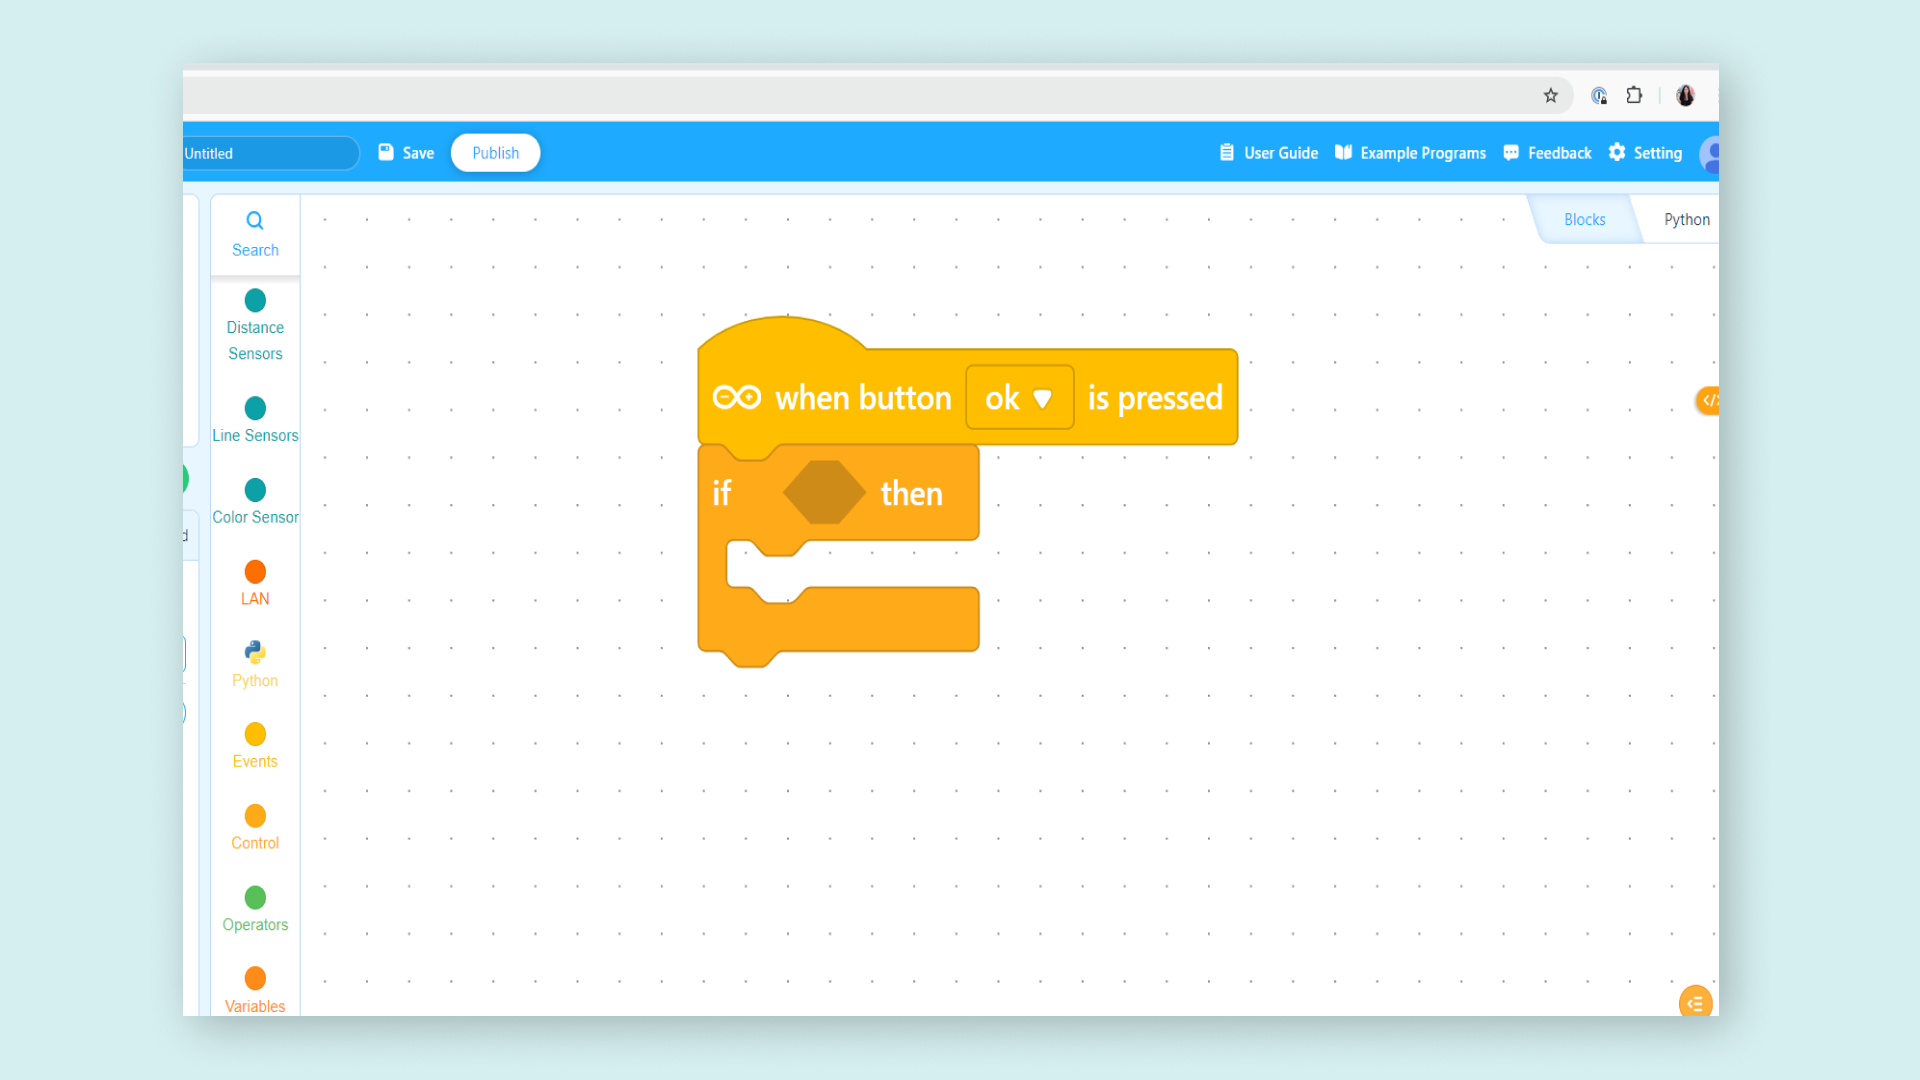 Untitled
Save
Publish
User Guide
Example Programs
Feedback
Setting
Search
Blocks
Python
Distance
Sensors
Line Sensors
Color Sensor
LAN
Python
Events
Control
Operators
Variables
when button ok is pressed
if then
d